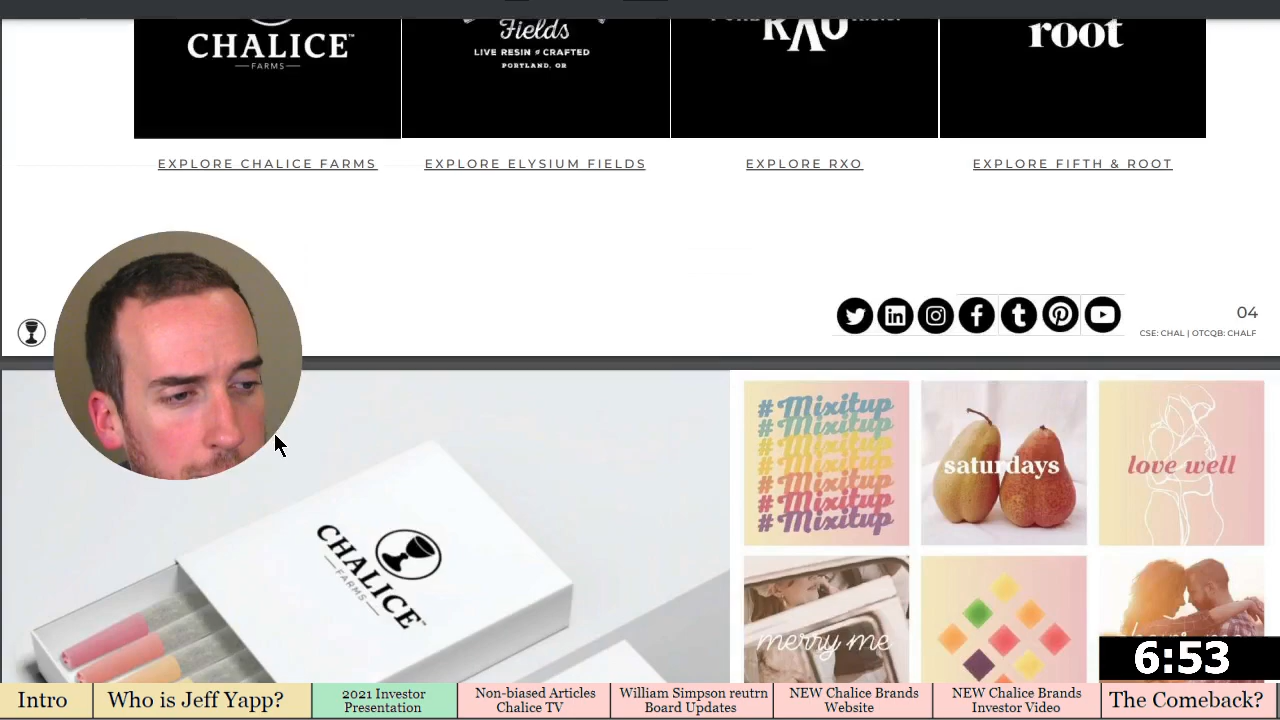 CHALICE™
FARMS
Fields
LIVE RESIN CRAFTED
PORTLAND, OR
root
EXPLORE CHALICE FARMS
EXPLORE ELYSIUM FIELDS
EXPLORE RXO
EXPLORE FIFTH & ROOT
04
CSE: CHAL | OTCQB: CHALF
CHALICE™
FARMS
# Mixitup
# Mixitup
# Mixitup
# Mixitup
# Mixitup
# Mixitup
# Mixitup
saturdays
love well
merry me
6:53
Intro
Who is Jeff Yapp?
2021 Investor
Presentation
Non-biased Articles
Chalice TV
William Simpson reutrn
Board Updates
NEW Chalice Brands
Website
NEW Chalice Brands
Investor Video
The Comeback?